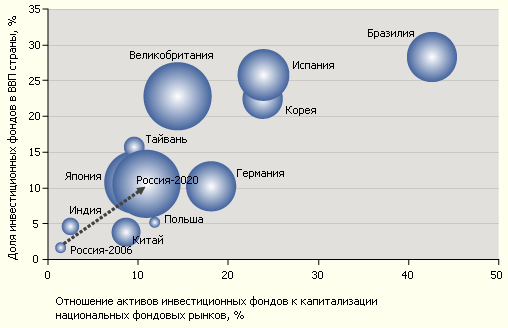 Доля инвестиционных фондов в ВВП страны, %
35
30
25
20
15
10
5
0
Бразилия
Великобритания
Испания
Корея
Тайвань
Япония
Россия-2020
Германия
Индия
Польша
Китай
Россия-2006
0
10
20
30
40
50
Отношение активов инвестиционных фондов к капитализации
национальных фондовых рынков, %